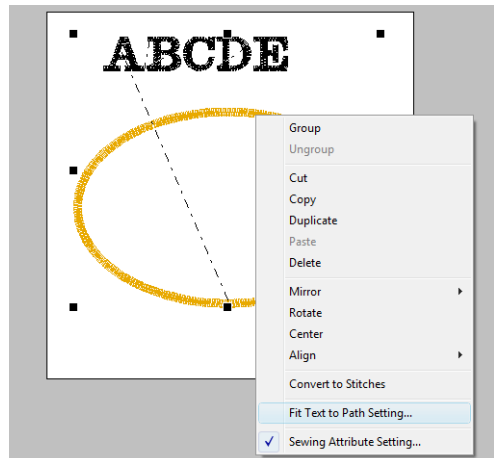 ABCDE
Group
Ungroup
Cut
Copy
Duplicate
Paste
Delete
Mirror
Rotate
Center
Align
Convert to Stitches
Fit Text to Path Setting...
Sewing Attribute Setting...